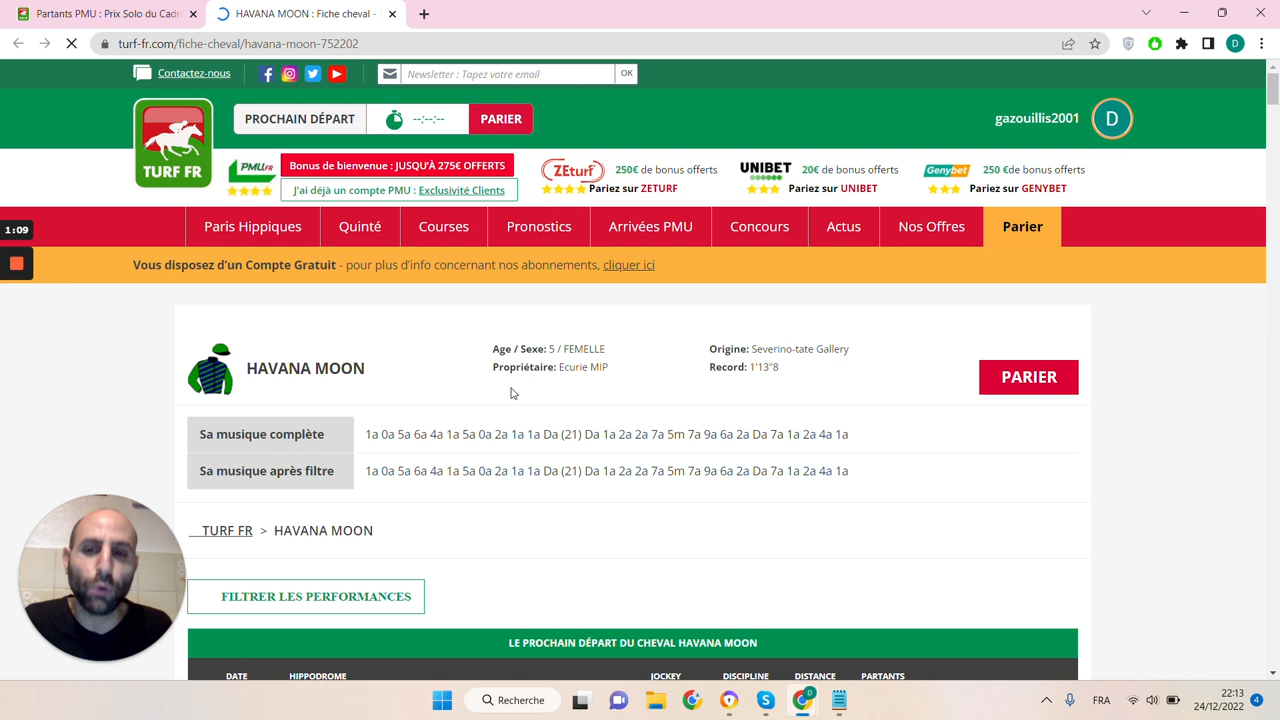 Partants PMU : Prix Solo du Cadr
HAVANA MOON : Fiche cheval -
turf-fr.com/fiche-cheval/havana-moon-752202
D
Contactez-nous
Newsletter : Tapez votre email
OK
TURF FR
PROCHAIN DÉPART
--:--:--
PARIER
gazouillis2001
D
PMU.FR
Bonus de bienvenue : JUSQU'À 275€ OFFERTS
J'ai déjà un compte PMU : Exclusivité Clients
ZEturf
250€ de bonus offerts
Pariez sur ZETURF
UNIBET
20€ de bonus offerts
Pariez sur UNIBET
Genybet
250 €de bonus offerts
Pariez sur GENYBET
1:09
Paris Hippiques
Quinté
Courses
Pronostics
Arrivées PMU
Concours
Actus
Nos Offres
Parier
Vous disposez d'un Compte Gratuit - pour plus d'info concernant nos abonnements, cliquer ici
HAVANA MOON
Age / Sexe: 5 / FEMELLE
Propriétaire: Ecurie MIP
Origine: Severino-tate Gallery
Record: 1'13"8
PARIER
Sa musique complète
1a 0a 5a 6a 4a 1a 5a 0a 2a 1a 1a Da (21) Da 1a 2a 2a 7a 5m 7a 9a 6a 2a Da 7a 1a 2a 4a 1a
Sa musique après filtre
1a 0a 5a 6a 4a 1a 5a 0a 2a 1a 1a Da (21) Da 1a 2a 2a 7a 5m 7a 9a 6a 2a Da 7a 1a 2a 4a 1a
TURF FR > HAVANA MOON
FILTRER LES PERFORMANCES
LE PROCHAIN DÉPART DU CHEVAL HAVANA MOON
DATE HIPPODROME JOCKEY DISCIPLINE DISTANCE PARTANTS
Recherche
D
FRA
22:13
24/12/2022
4